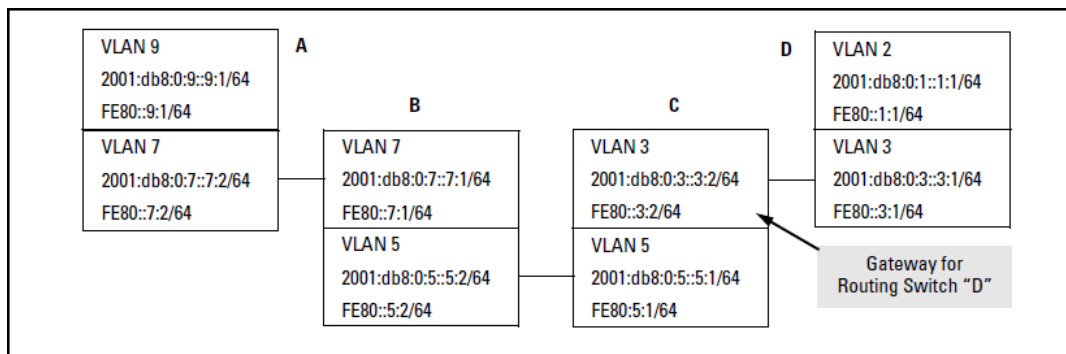 VLAN 9
2001:db8:0:9::9:1/64
FE80::9:1/64
VLAN 7
2001:db8:0:7::7:2/64
FE80::7:2/64
A
B
VLAN 7
2001:db8:0:7::7:1/64
FE80::7:1/64
VLAN 5
2001:db8:0:5::5:2/64
FE80::5:2/64
C
VLAN 3
2001:db8:0:3::3:2/64
FE80::3:2/64
VLAN 5
2001:db8:0:5::5:1/64
FE80:5:1/64
D
VLAN 2
2001:db8:0:1::1:1/64
FE80::1:1/64
VLAN 3
2001:db8:0:3::3:1/64
FE80::3:1/64
Gateway for
Routing Switch “D”